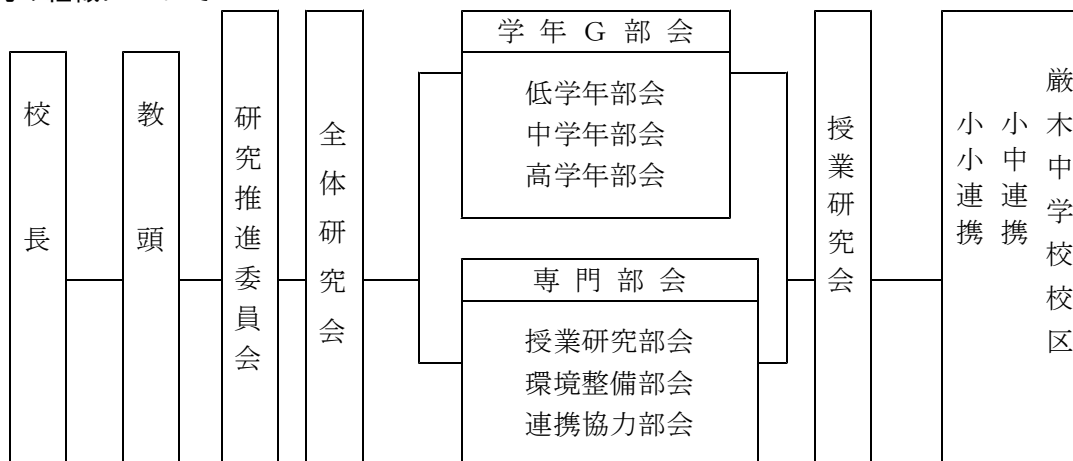 校長
教頭
研究推進委員会
全体研究会
学年G部会
低学年部会
中学年部会
高学年部会
専門部会
授業研究部会
環境整備部会
連携協力部会
授業研究会
厳木中学校校区
小中連携
小小連携